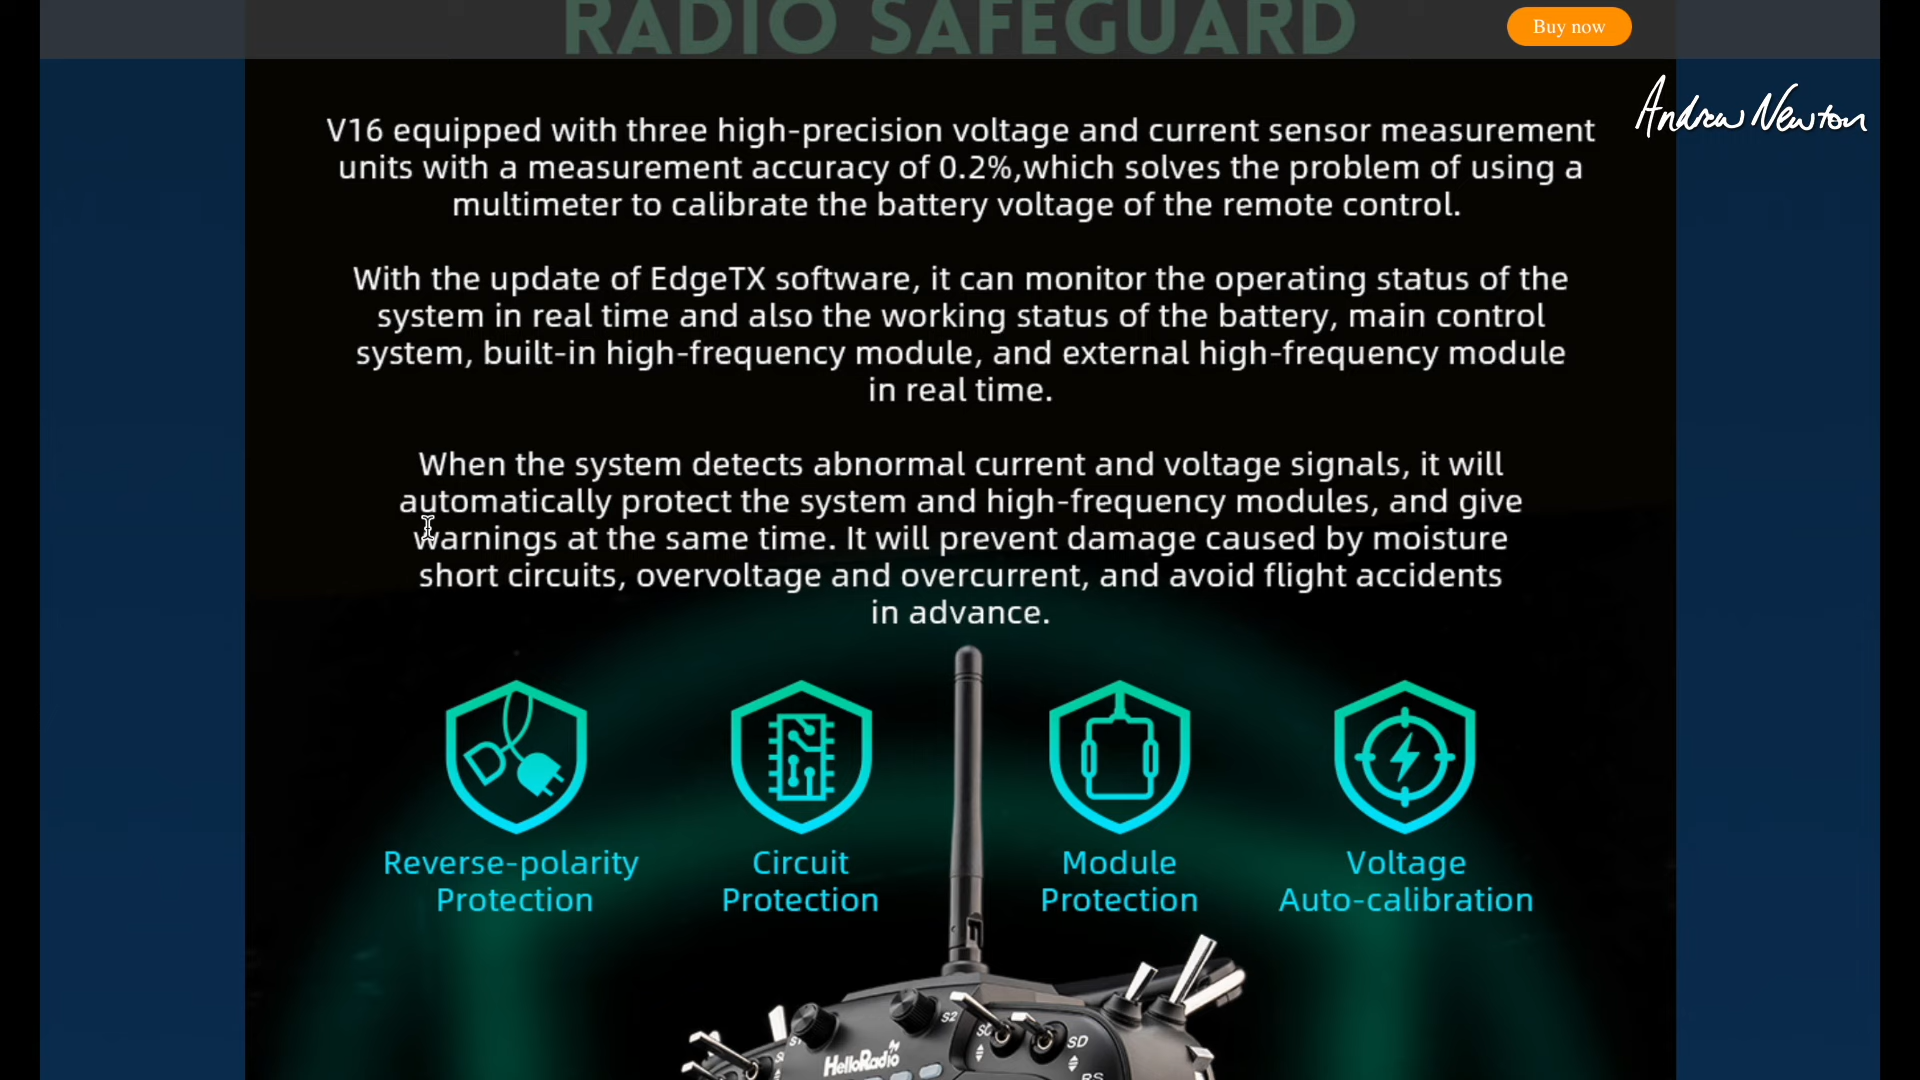 RADIO SAFEGUARD
Buy now
Andrew Newton
V16 equipped with three high-precision voltage and current sensor measurement
units with a measurement accuracy of 0.2%,which solves the problem of using a
multimeter to calibrate the battery voltage of the remote control.
With the update of EdgeTX software, it can monitor the operating status of the
system in real time and also the working status of the battery, main control
system, built-in high-frequency module, and external high-frequency module
in real time.
When the system detects abnormal current and voltage signals, it will
automatically protect the system and high-frequency modules, and give
warnings at the same time. It will prevent damage caused by moisture
short circuits, overvoltage and overcurrent, and avoid flight accidents
in advance.
Reverse-polarity
Protection
Circuit
Protection
Module
Protection
Voltage
Auto-calibration
S2
SD
HelloRadio
RS